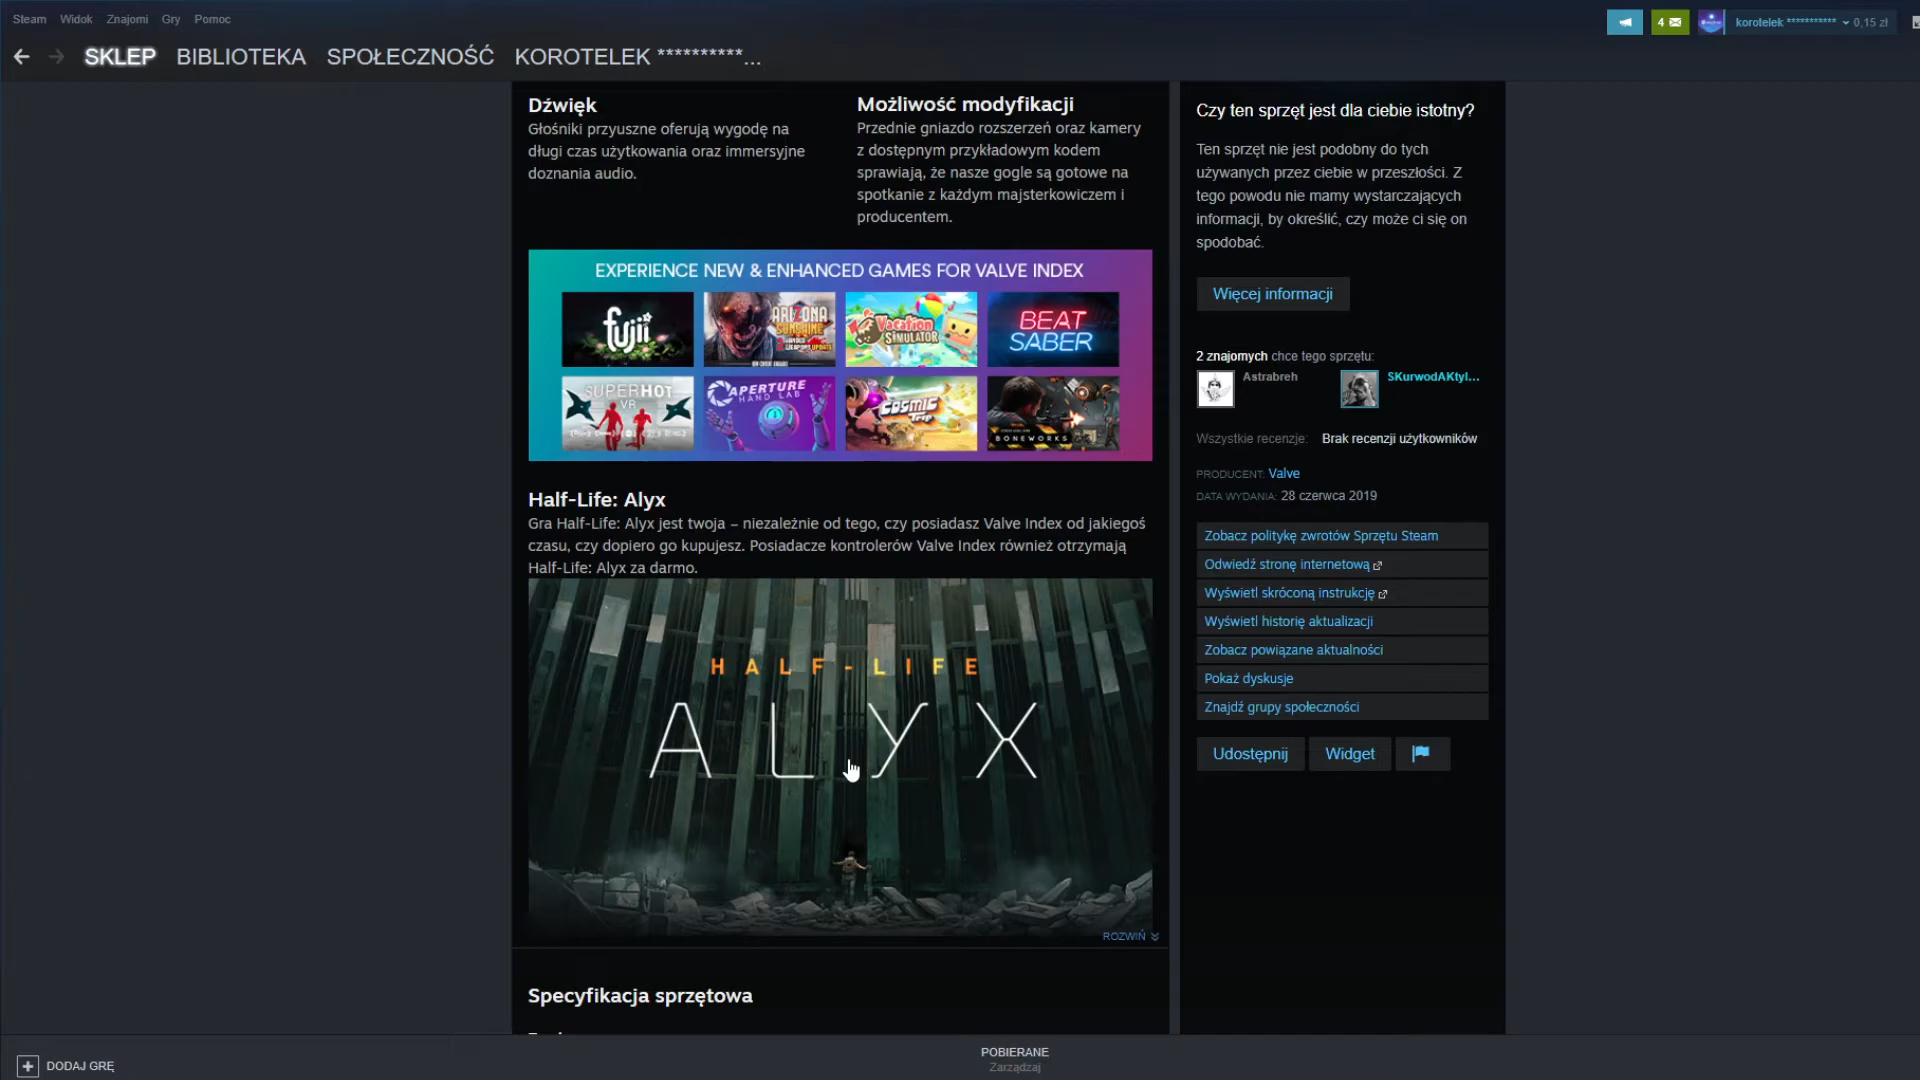 Steam Widok Znajomi Gry Pomoc
4
korotelek *********** 0,15 zł
SKLEP BIBLIOTEKA SPOŁECZNOŚĆ KOROTELEK **********...
Dźwięk
Głośniki przyuszne oferują wygodę na
długi czas użytkowania oraz immersyjne
doznania audio.
Możliwość modyfikacji
Przednie gniazdo rozszerzeń oraz kamery
z dostępnym przykładowym kodem
sprawiają, że nasze gogle są gotowe na
spotkanie z każdym majsterkowiczem i
producentem.
EXPERIENCE NEW & ENHANCED GAMES FOR VALVE INDEX
fujii
ARIZONA
SUNSHINE
Vacation
SIMULATOR
BEAT
SABER
SUPERHOT
VR
APERTURE
HAND LAB
COSMIC
TRIP
BONEWORKS
Half-Life: Alyx
Gra Half-Life: Alyx jest twoja – niezależnie od tego, czy posiadasz Valve Index od jakiegoś
czasu, czy dopiero go kupujesz. Posiadacze kontrolerów Valve Index również otrzymają
Half-Life: Alyx za darmo.
HALF-LIFE
ALYX
ROZWIŃ
Specyfikacja sprzętowa
Czy ten sprzęt jest dla ciebie istotny?
Ten sprzęt nie jest podobny do tych
używanych przez ciebie w przeszłości. Z
tego powodu nie mamy wystarczających
informacji, by określić, czy może ci się on
spodobać.
Więcej informacji
2 znajomych chce tego sprzętu:
Astrabreh
SKurwodAKtyl...
Wszystkie recenzje: Brak recenzji użytkowników
PRODUCENT: Valve
DATA WYDANIA: 28 czerwca 2019
Zobacz politykę zwrotów Sprzętu Steam
Odwiedź stronę internetową
Wyświetl skróconą instrukcję
Wyświetl historię aktualizacji
Zobacz powiązane aktualności
Pokaż dyskusje
Znajdź grupy społeczności
Udostępnij
Widget
DODAJ GRĘ
POBIERANE
Zarządzaj